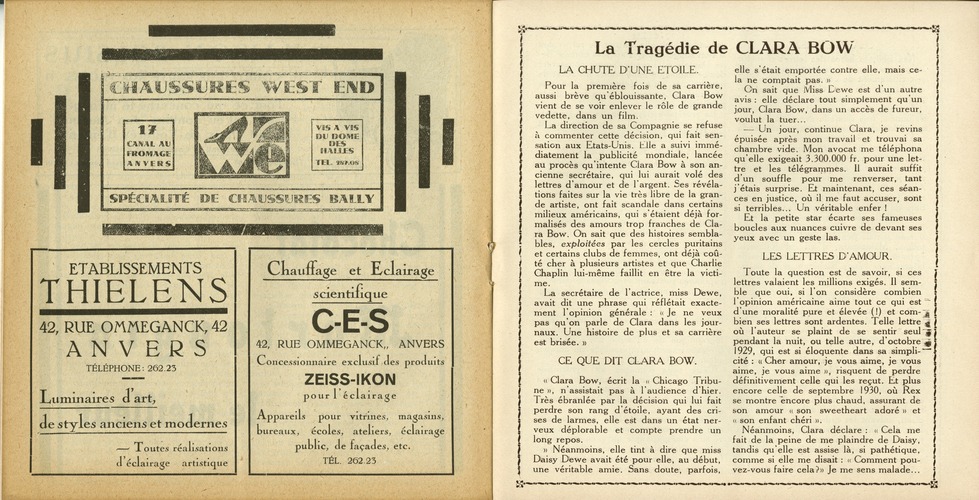 CHAUSSURES WEST END
17
CANAL AU
FROMAGE
ANVERS
WE
VIS A VIS
DU DOME
DES
HALLES
SPÉCIALITÉ DE CHAUSSURES BALLY
ETABLISSEMENTS
THIELENS
42, RUE OMMEGANCK, 42
ANVERS
TÉLÉPHONE: 262.23
Luminaires d'art,
de styles anciens et modernes
— Toutes réalisations
d'éclairage artistique
Chauffage et Eclairage
scientifique
C-E-S
42, RUE OMMEGANCK,, ANVERS
Concessionnaire exclusif des produits
ZEISS-IKON
pour l'éclairage
Appareils pour vitrines, magasins,
bureaux, écoles, ateliers, éclairage
public, de façades, etc.
TÉL. 262.23
La Tragédie de CLARA BOW
LA CHUTE D'UNE ETOILE.
Pour la première fois de sa carrière,
aussi brève qu'éblouissante, Clara Bow
vient de se voir enlever le rôle de grande
vedette, dans un film.
La direction de sa Compagnie se refuse
à commenter cette décision, qui fait sen-
sation aux Etats-Unis. Elle a suivi immé-
diatement la publicité mondiale, lancée
au procès qu'intente Clara Bow à son an-
cienne secrétaire, qui lui aurait volé des
lettres d'amour et de l'argent. Ses révéla-
tions faites sur la vie très libre de la gran-
de artiste, ont fait scandale dans certains
milieux américains, qui s'étaient déjà for-
malisés des amours trop franches de Cla-
ra Bow. On sait que des histoires sembla-
bles, exploitées par les cercles puritains
et certains clubs de femmes, ont déjà coû-
té cher à plusieurs artistes et que Charlie
Chaplin lui-même faillit en être la victi-
me.
La secrétaire de l'actrice, miss Dewe,
avait dit une phrase qui réflétait exacte-
ment l'opinion générale : « Je ne veux
pas qu'on parle de Clara dans les jour-
naux. Une histoire de plus et sa carrière
est brisée. »
CE QUE DIT CLARA BOW.
« Clara Bow, écrit la « Chicago Tribu-
ne », n'assistait pas à l'audience d'hier.
Très ébranlée par la décision qui lui fait
perdre son rang d'étoile, ayant des cri-
ses de larmes, elle est dans un état ner-
veux déplorable et compte prendre un
long repos.
» Néanmoins, elle tint à dire que miss
Daisy Dewe avait été pour elle, au début,
une véritable amie. Sans doute, parfois,
elle s'était emportée contre elle, mais ce-
la ne comptait pas. »
On sait que Miss Dewe est d'un autre
avis : elle déclare tout simplement qu'un
jour, Clara Bow, dans un accès de fureur,
voulut la tuer...
— Un jour, continue Clara, je revins
épuisée après mon travail et trouvai sa
chambre vide. Mon avocat me téléphona
qu'elle exigeait 3.300.000 fr. pour une let-
tre et les télégrammes. Il aurait suffit
d'un souffle pour me renverser, tant
j'étais surprise. Et maintenant, ces séan-
ces en justice, où il me faut accuser, sont
si terribles... Un véritable enfer !
Et la petite star écarte ses fameuses
boucles aux nuances cuivre de devant ses
yeux avec un geste las.
LES LETTRES D'AMOUR.
Toute la question est de savoir, si ces
lettres valaient les millions exigés. Il sem-
ble que oui, si l'on considère combien
l'opinion américaine aime tout ce qui est
d'une moralité pure et élevée (!) et com-
bien ses lettres sont ardentes. Telle lettre
où l'auteur se plaint de se sentir seul
pendant la nuit, ou telle autre, d'octobre
1929, qui est si éloquente dans sa simpli-
cité : « Cher amour, je vous aime, je vous
aime, je vous aime », risquent de perdre
définitivement celle qui les reçut. Et plus
encore celle de septembre 1930, où Rex
se montre encore plus chaud, assurant de
son amour « son sweetheart adoré » et
« son enfant chéri ».
Néanmoins, Clara déclare : « Cela me
fait de la peine de me plaindre de Daisy,
tandis qu'elle est assise là, si pathétique,
comme si elle me disait : « Comment pou-
vez-vous faire cela?» Je me sens malade...